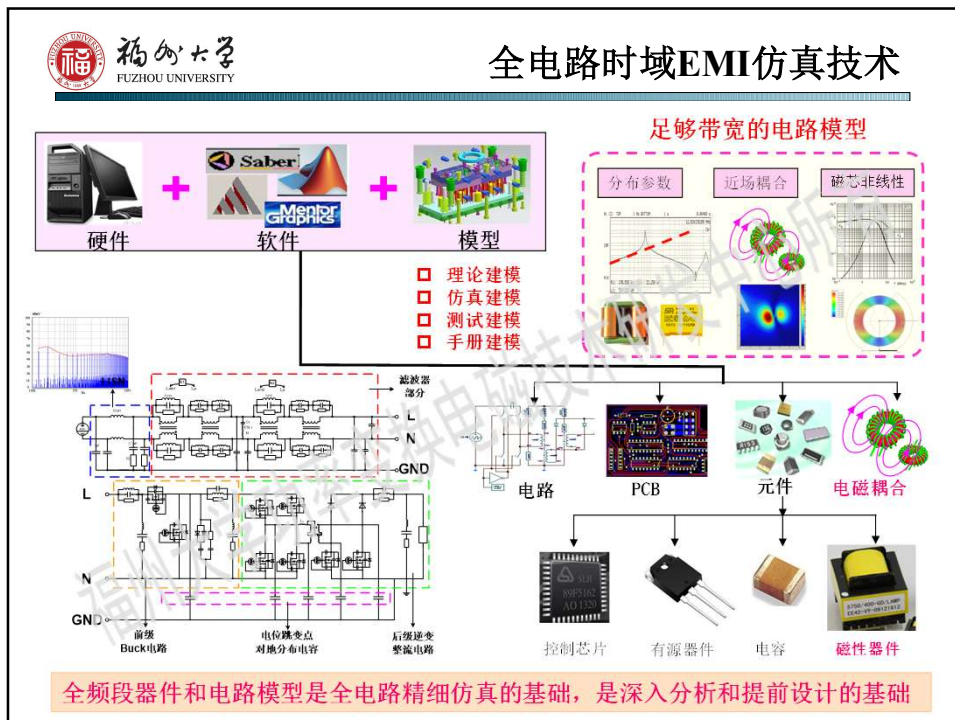 福州大学
FUZHOU UNIVERSITY
全电路时域EMI仿真技术
足够带宽的电路模型
Saber
Mentor
Graphics
硬件
软件
模型
分布参数
近场耦合
磁芯非线性
理论建模
仿真建模
测试建模
手册建模
LISN
滤波器
部分
L
N
GND
L
N
GND
前级
Buck电路
电位跳变点
对地分布电容
后级逆变
整流电路
电路
PCB
元件
电磁耦合
SLH
89F5162
AO 1320
控制芯片
有源器件
电容
磁性器件
全频段器件和电路模型是全电路精细仿真的基础，是深入分析和提前设计的基础